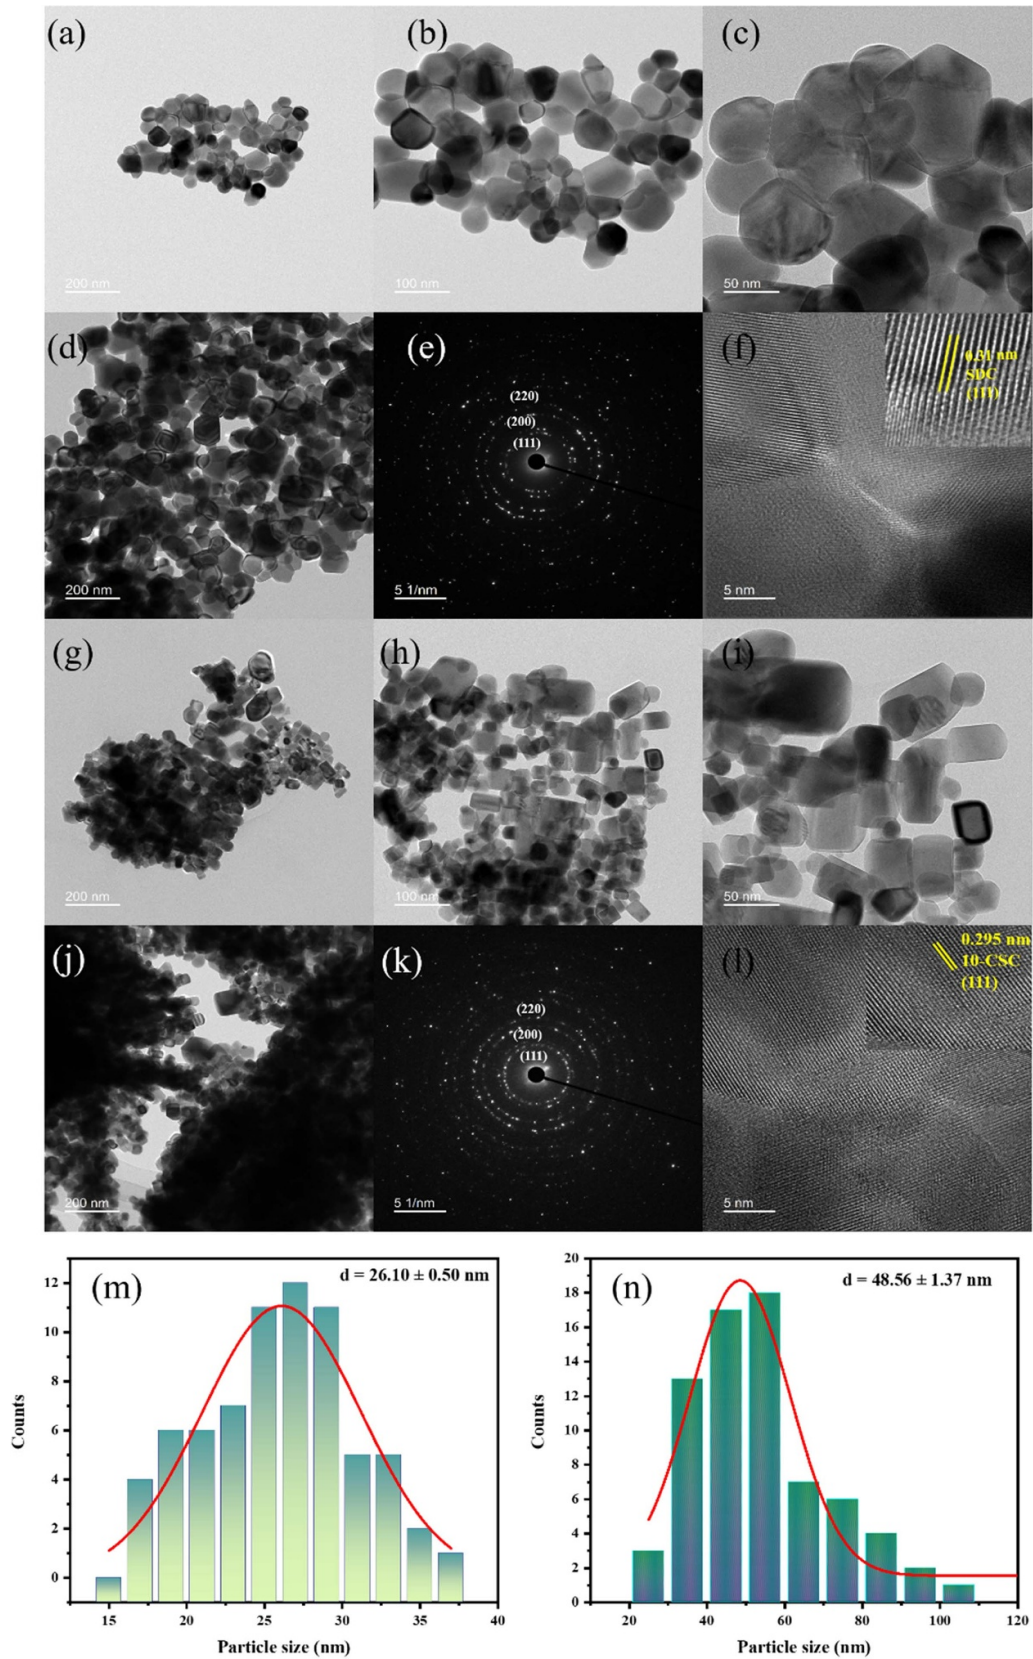 (a)
(b)
(c)
200 nm
100 nm
50 nm
(d)
(e)
(f)
(220)
(200)
(111)
0.31 nm
SDC
(111)
200 nm
5 1/nm
5 nm
(g)
(h)
(i)
200 nm
100 nm
50 nm
(j)
(k)
(l)
(220)
(200)
(111)
0.295 nm
10-CSC
(111)
200 nm
5 1/nm
5 nm
(m)
d = 26.10 ± 0.50 nm
12
10
8
6
4
2
0
Counts
15 20 25 30 35 40
Particle size (nm)
(n)
d = 48.56 ± 1.37 nm
20
18
16
14
12
10
8
6
4
2
0
Counts
20 40 60 80 100 120
Particle size (nm)